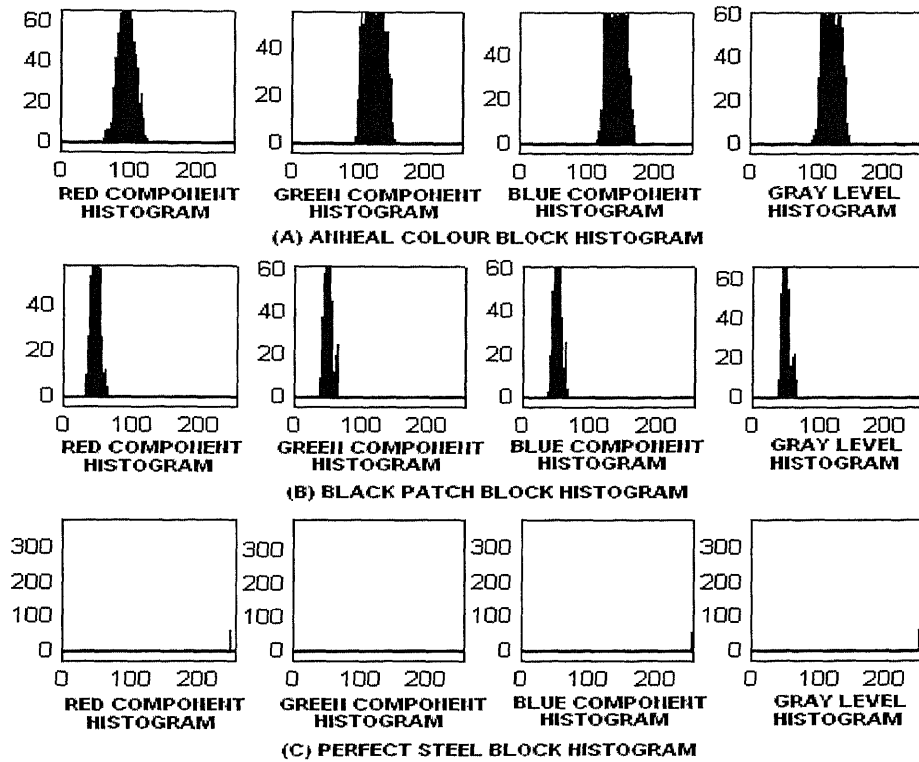 60
40
20
0
0 100 200
RED COMPONENT
HISTOGRAM
40
20
0
0 100 200
GREEN COMPONENT
HISTOGRAM
40
20
0
0 100 200
BLUE COMPONENT
HISTOGRAM
60
40
20
0
0 100 200
GRAY LEVEL
HISTOGRAM
(A) ANNEAL COLOUR BLOCK HISTOGRAM
40
20
0
0 100 200
RED COMPONENT
HISTOGRAM
60
40
20
0
0 100 200
GREEN COMPONENT
HISTOGRAM
60
40
20
0
0 100 200
BLUE COMPONENT
HISTOGRAM
60
40
20
0
0 100 200
GRAY LEVEL
HISTOGRAM
(B) BLACK PATCH BLOCK HISTOGRAM
300
200
100
0
0 100 200
RED COMPONENT
HISTOGRAM
300
200
100
0
0 100 200
GREEN COMPONENT
HISTOGRAM
300
200
100
0
0 100 200
BLUE COMPONENT
HISTOGRAM
300
200
100
0
0 100 200
GRAY LEVEL
HISTOGRAM
(C) PERFECT STEEL BLOCK HISTOGRAM